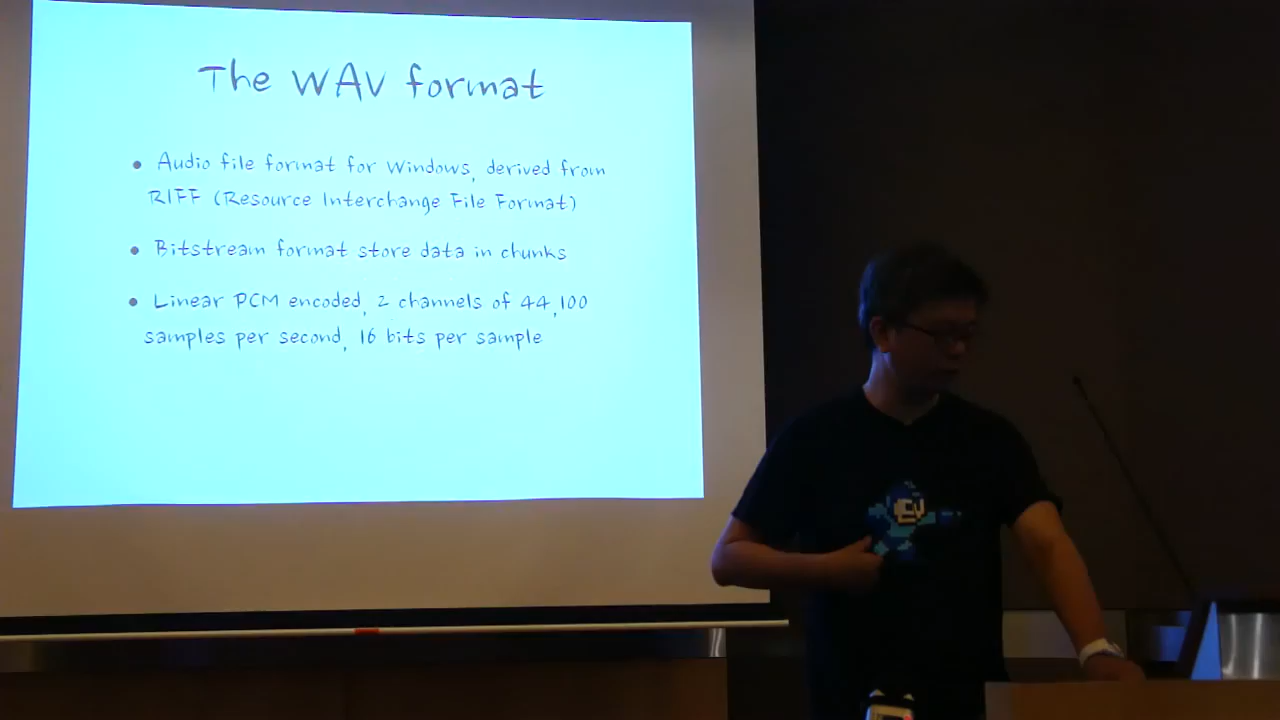 The WAV format
• Audio file format for Windows, derived from
RIFF (Resource Interchange File Format)
• Bitstream format store data in chunks
• Linear PCM encoded, 2 channels of 44,100
samples per second, 16 bits per sample